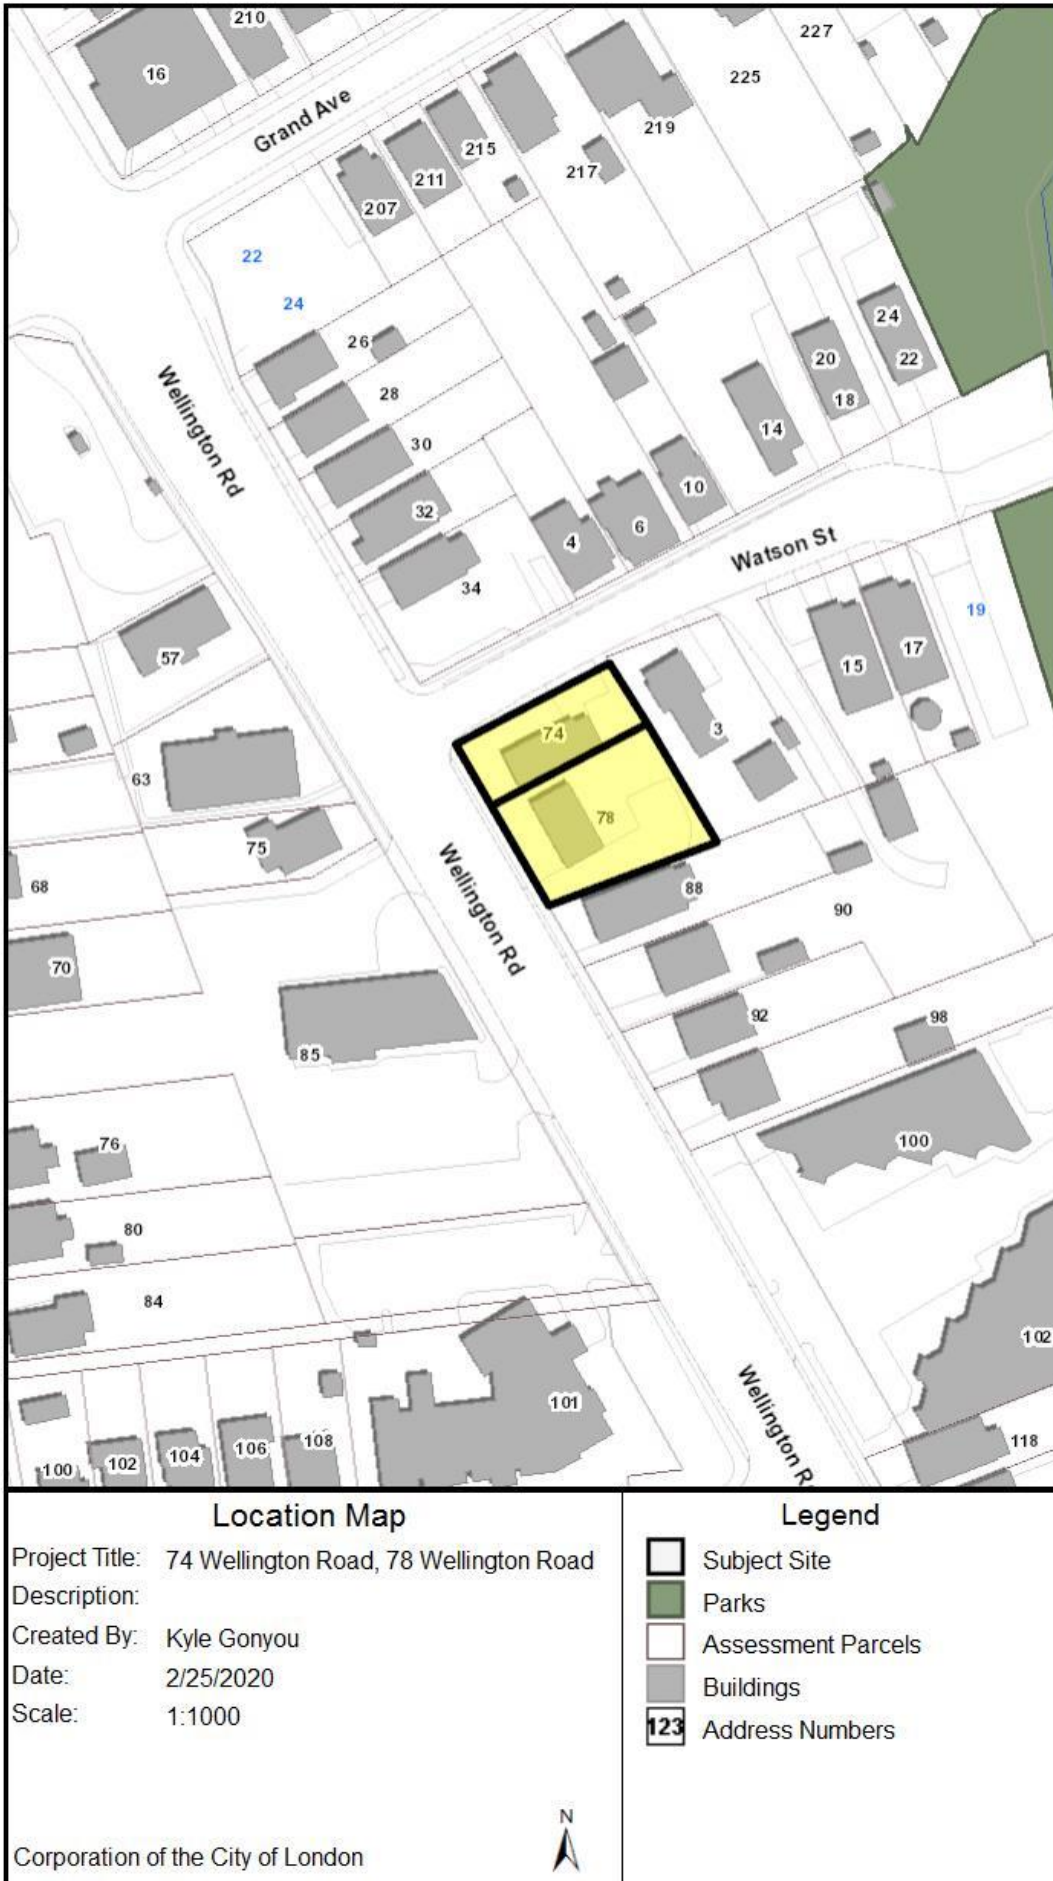 210
227
16
225
Grand Ave
215
219
211
217
207
22
24
24
26
20
22
28
18
Wellington Rd
30
14
10
32
6
4
Watson St
34
19
57
17
15
74
3
63
78
75
68
Wellington Rd
88
90
70
92
98
85
100
76
80
84
102
101
Wellington R
118
108
106
104
102
100
Location Map
Project Title: 74 Wellington Road, 78 Wellington Road
Description:
Created By: Kyle Gonyou
Date: 2/25/2020
Scale: 1:1000
N
Corporation of the City of London
Legend
Subject Site
Parks
Assessment Parcels
Buildings
123 Address Numbers